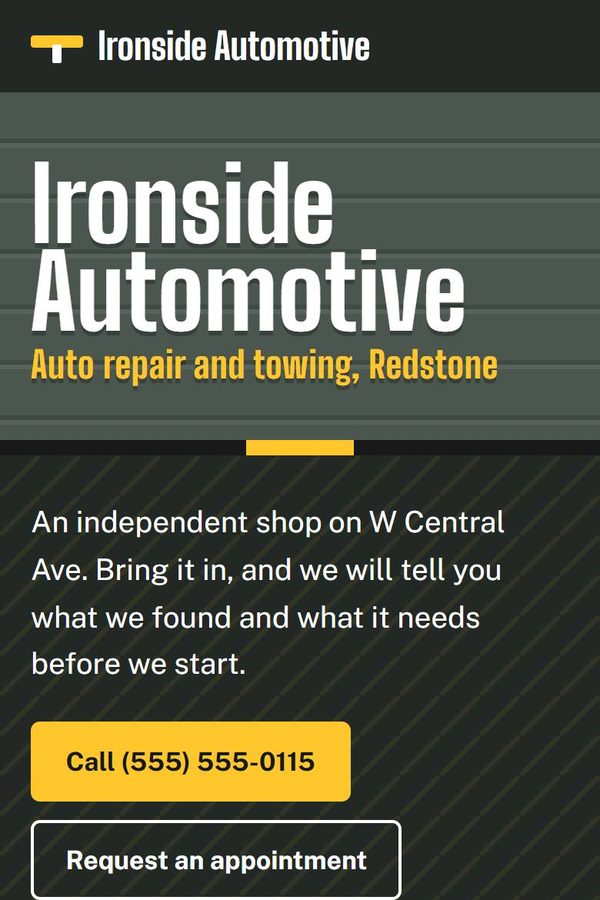 Ironside Automotive
Ironside
Automotive
Auto repair and towing, Redstone
An independent shop on W Central
Ave. Bring it in, and we will tell you
what we found and what it needs
before we start.
Call (555) 555-0115
Request an appointment